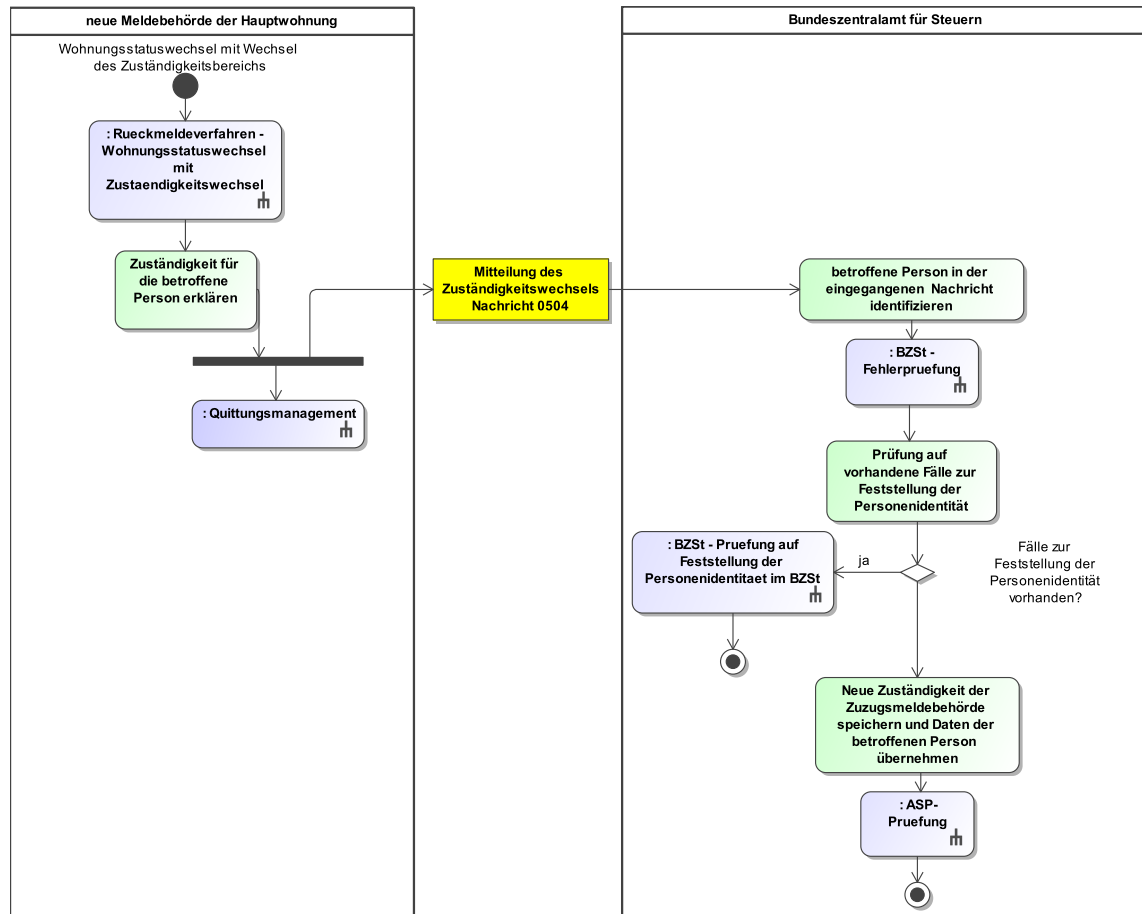 neue Meldebehörde der Hauptwohnung
Wohnungsstatuswechsel mit Wechsel
des Zuständigkeitsbereichs
: Rueckmeldeverfahren -
Wohnungsstatuswechsel
mit
Zustaendigkeitswechsel
Zuständigkeit für
die betroffene
Person erklären
: Quittungsmanagement
Mitteilung des
Zuständigkeitswechsels
Nachricht 0504
Bundeszentralamt für Steuern
betroffene Person in der
eingegangenen Nachricht
identifizieren
: BZSt -
Fehlerpruefung
Prüfung auf
vorhandene Fälle zur
Feststellung der
Personenidentität
Fälle zur
Feststellung der
Personenidentität
vorhanden?
ja
: BZSt - Pruefung auf
Feststellung der
Personenidentitaet im BZSt
Neue Zuständigkeit der
Zuzugsmeldebehörde
speichern und Daten der
betroffenen Person
übernehmen
: ASP-
Pruefung